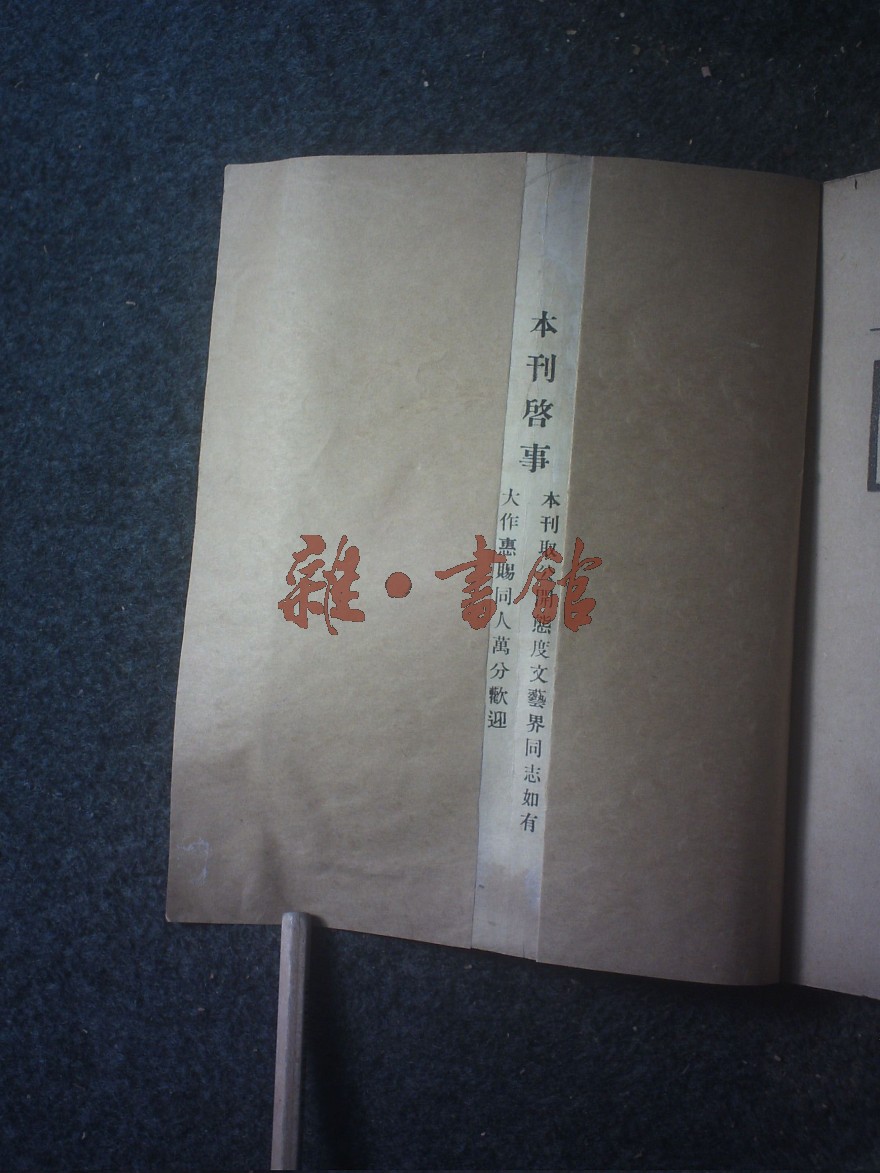 本刊啓事
本刊取 開態度文藝界同志如有
大作惠賜同人萬分歡迎
雜·書館